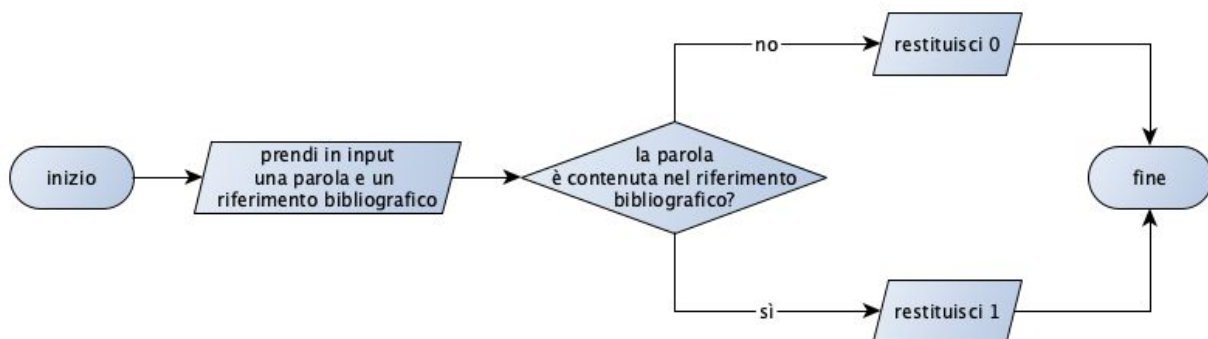 inizio
prendi in input
una parola e un
riferimento bibliografico
la parola
è contenuta nel riferimento
bibliografico?
no
restituisci 0
sì
restituisci 1
fine